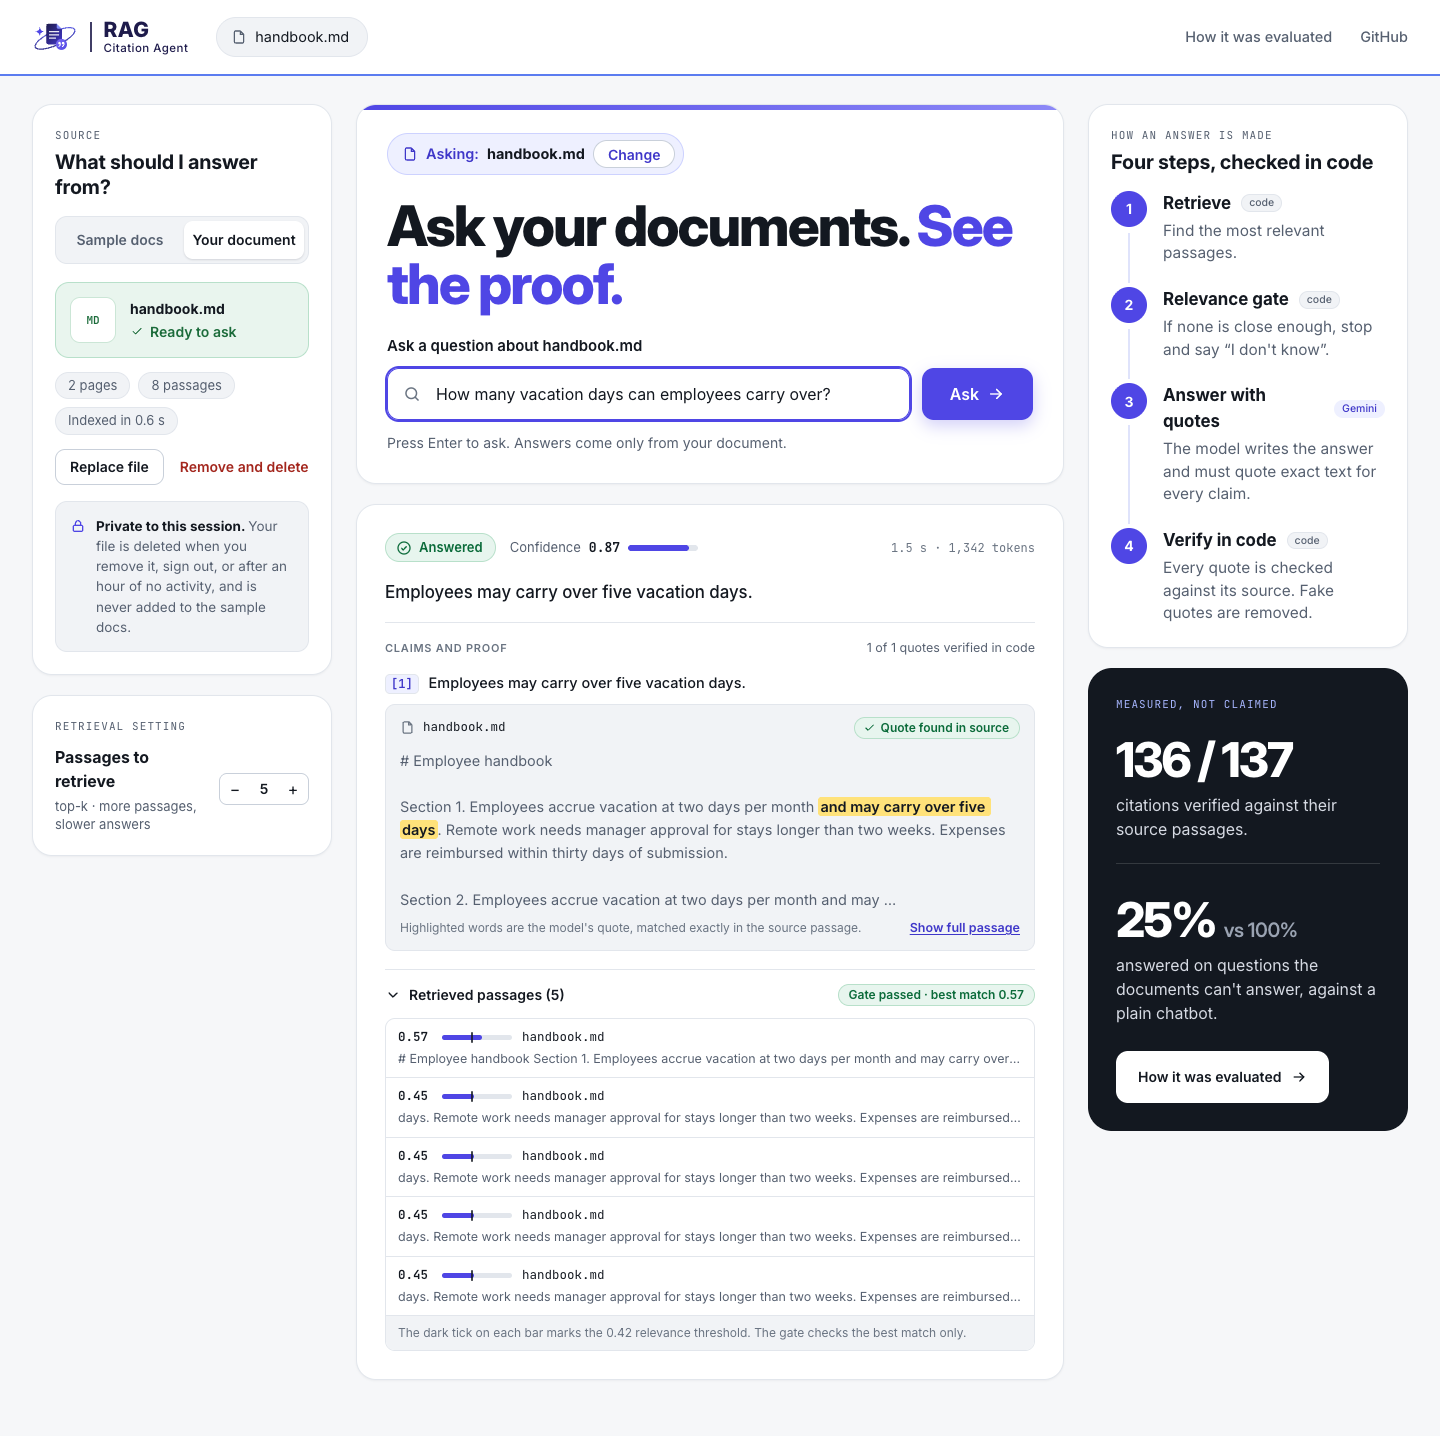 RAG
Citation Agent
handbook.md
How it was evaluated
GitHub
SOURCE
What should I answer
from?
Sample docs
Your document
MD
handbook.md
Ready to ask
2 pages
8 passages
Indexed in 0.6 s
Replace file
Remove and delete
Private to this session. Your
file is deleted when you
remove it, sign out, or after an
hour of no activity, and is
never added to the sample
docs.
RETRIEVAL SETTING
Passages to
retrieve
top-k · more passages,
slower answers
− 5 +
Asking: handbook.md Change
Ask your documents. See
the proof.
Ask a question about handbook.md
How many vacation days can employees carry over?
Ask →
Press Enter to ask. Answers come only from your document.
Answered
Confidence 0.87
1.5 s · 1,342 tokens
Employees may carry over five vacation days.
CLAIMS AND PROOF
1 of 1 quotes verified in code
[1] Employees may carry over five vacation days.
handbook.md
Quote found in source
# Employee handbook
Section 1. Employees accrue vacation at two days per month and may carry over five
days. Remote work needs manager approval for stays longer than two weeks. Expenses
are reimbursed within thirty days of submission.
Section 2. Employees accrue vacation at two days per month and may ...
Highlighted words are the model's quote, matched exactly in the source passage.
Show full passage
Retrieved passages (5)
Gate passed · best match 0.57
0.57 handbook.md
# Employee handbook Section 1. Employees accrue vacation at two days per month and may carry over...
0.45 handbook.md
days. Remote work needs manager approval for stays longer than two weeks. Expenses are reimbursed...
0.45 handbook.md
days. Remote work needs manager approval for stays longer than two weeks. Expenses are reimbursed...
0.45 handbook.md
days. Remote work needs manager approval for stays longer than two weeks. Expenses are reimbursed...
0.45 handbook.md
days. Remote work needs manager approval for stays longer than two weeks. Expenses are reimbursed...
The dark tick on each bar marks the 0.42 relevance threshold. The gate checks the best match only.
HOW AN ANSWER IS MADE
Four steps, checked in code
1 Retrieve code
Find the most relevant
passages.
2 Relevance gate code
If none is close enough, stop
and say “I don't know”.
3 Answer with
quotes
Gemini
The model writes the answer
and must quote exact text for
every claim.
4 Verify in code code
Every quote is checked
against its source. Fake
quotes are removed.
MEASURED, NOT CLAIMED
136 / 137
citations verified against their
source passages.
25% vs 100%
answered on questions the
documents can't answer, against a
plain chatbot.
How it was evaluated →